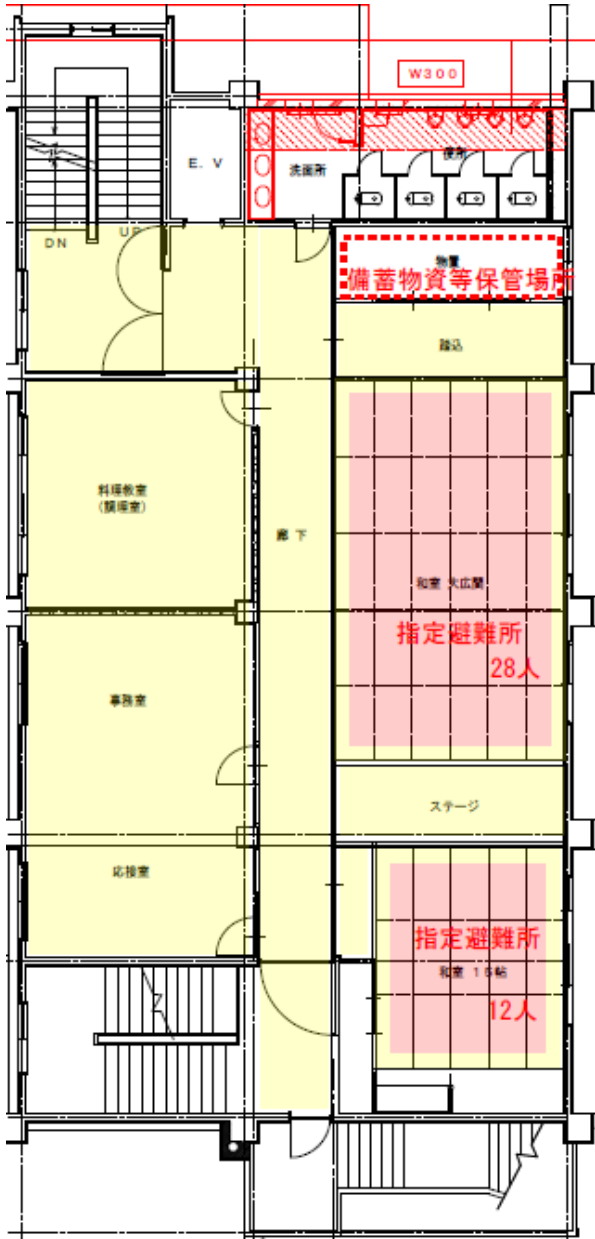 W300
E. V
洗面所
便所
DN
UP
物置
備蓄物資等保管場所
踏込
料理教室
(調理室)
廊 下
和室 大広間
指定避難所
28人
事務室
ステージ
応接室
指定避難所
和室 15帖
12人